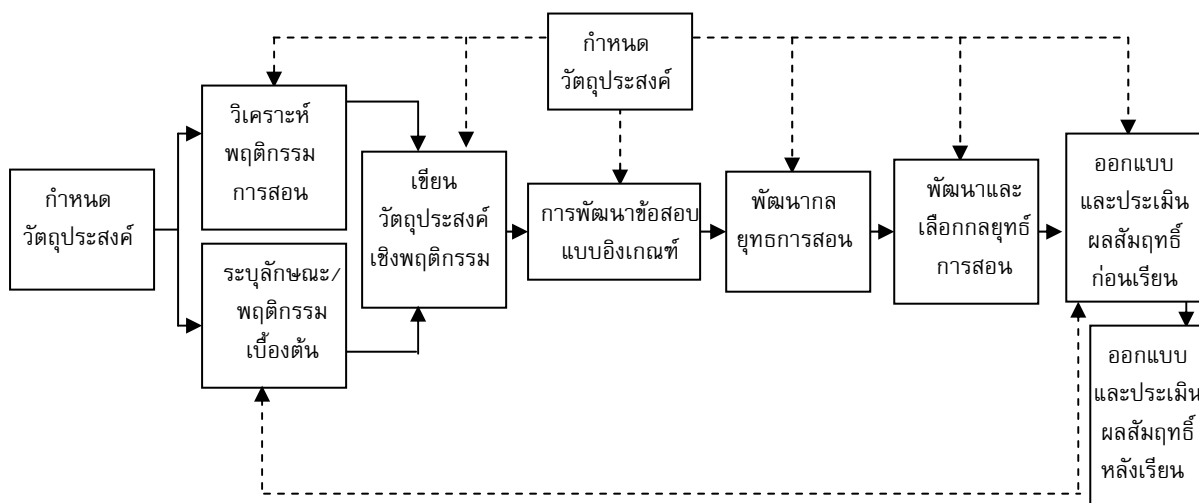 กำหนด
วัตถุประสงค์
วิเคราะห์
พฤติกรรม
การสอน
กำหนด
วัตถุประสงค์
ระบุลักษณะ/
พฤติกรรม
เบื้องต้น
เขียน
วัตถุประสงค์
เชิงพฤติกรรม
การพัฒนาข้อสอบ
แบบอิงเกณฑ์
พัฒนากล
ยุทธการสอน
พัฒนาและ
เลือกกลยุทธ์
การสอน
ออกแบบ
และประเมิน
ผลสัมฤทธิ์
ก่อนเรียน
ออกแบบ
และประเมิน
ผลสัมฤทธิ์
หลังเรียน